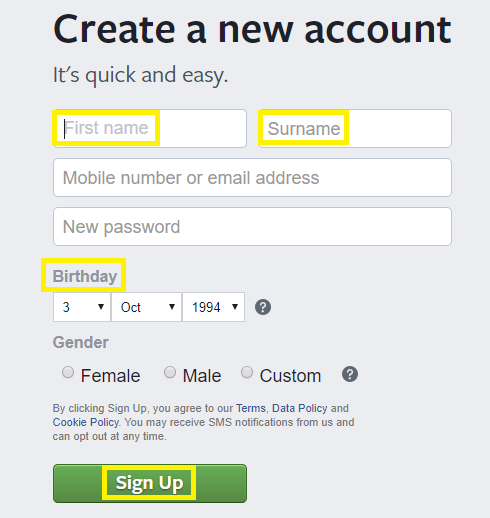 Create a new account
It's quick and easy.
First name Surname
Mobile number or email address
New password
Birthday
3 Oct 1994 ?
Gender
Female Male Custom ?
By clicking Sign Up, you agree to our Terms, Data Policy and
Cookie Policy. You may receive SMS notifications from us and
can opt out at any time.
Sign Up